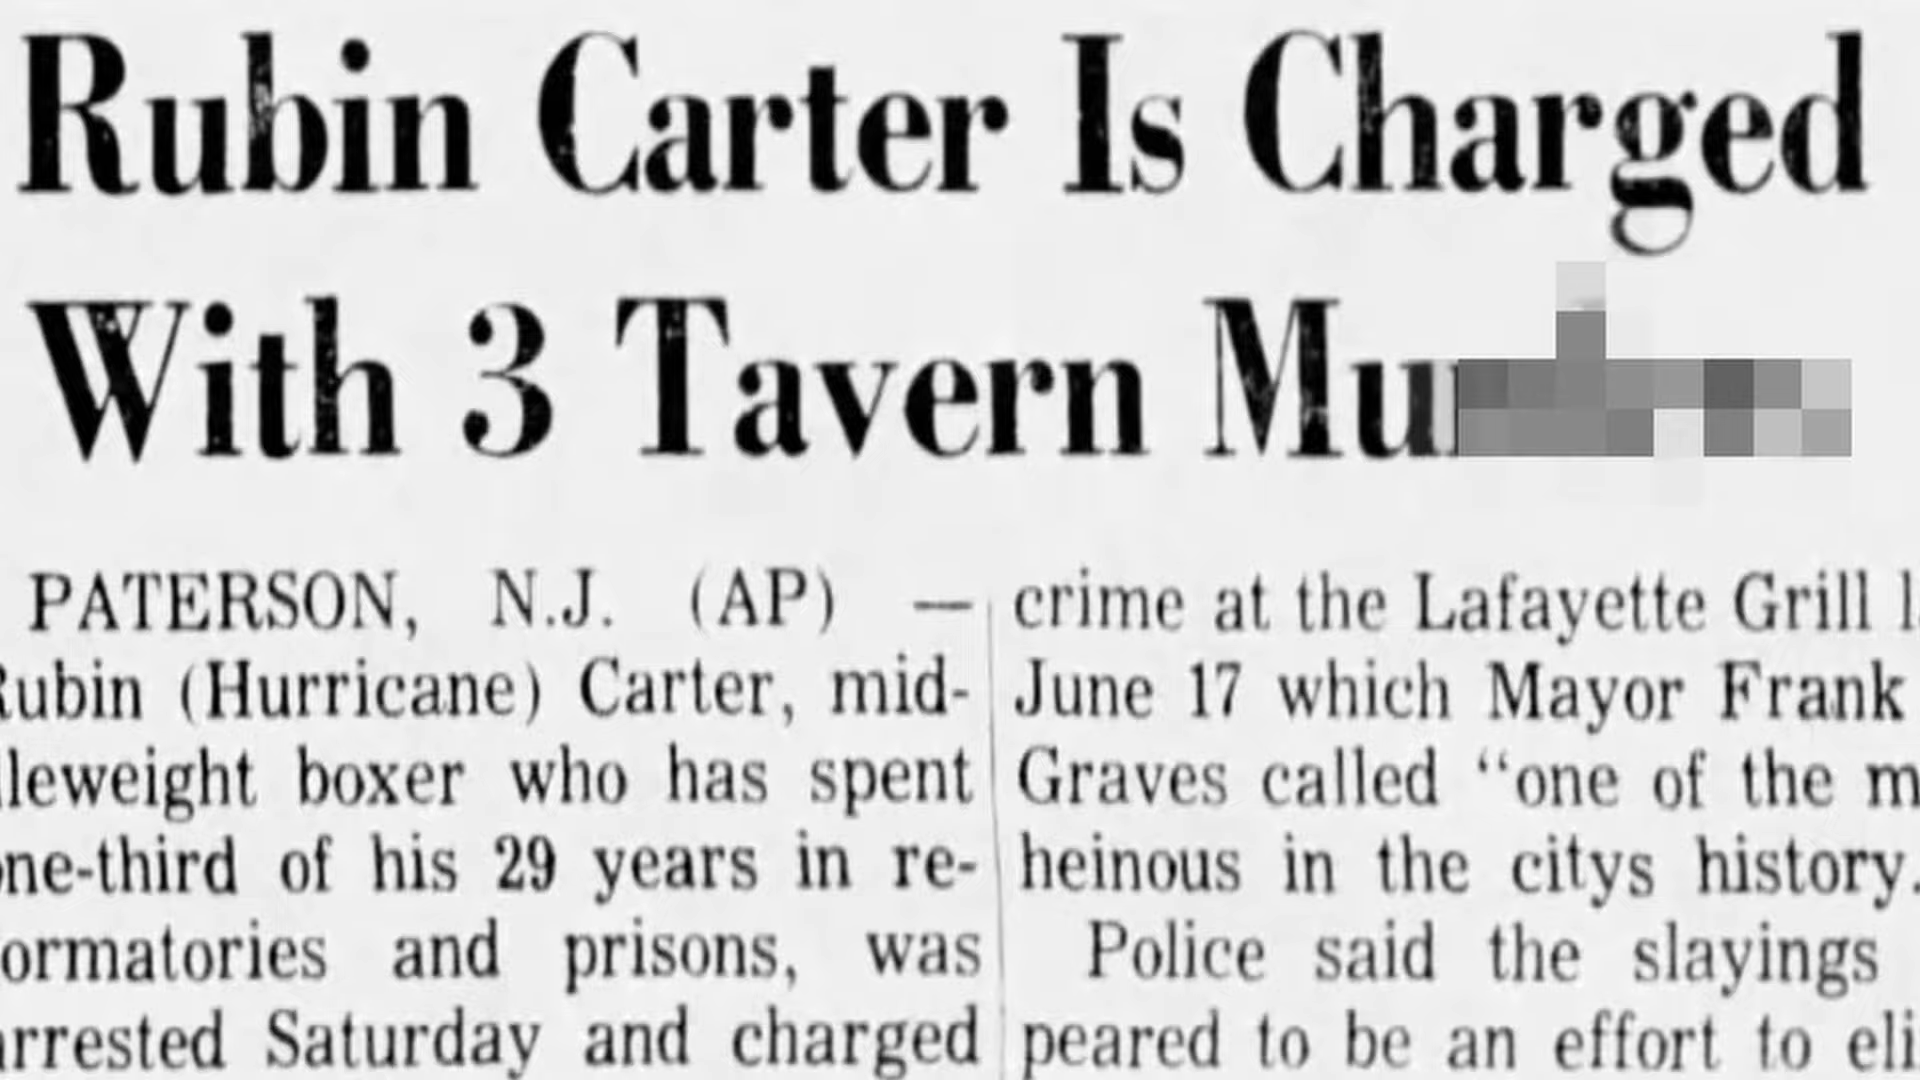 Rubin Carter Is Charged
With 3 Tavern
PATERSON, N.J. (AP) —
Rubin (Hurricane) Carter, mid-
leweight boxer who has spent
one-third of his 29 years in re-
ormatories and prisons, was
arrested Saturday and charged
crime at the Lafayette Grill
June 17 which Mayor Frank
Graves called “one of the
heinous in the citys history.
Police said the slayings
peared to be an effort to